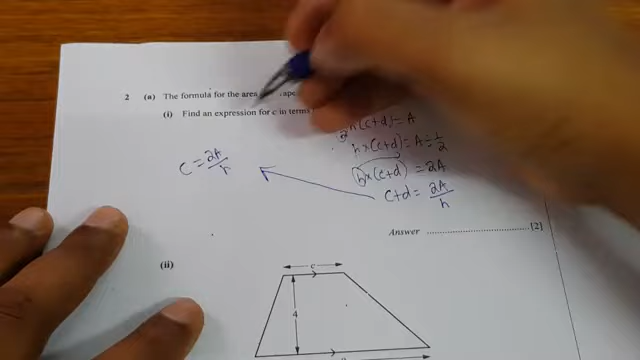 2 (a) The formula for the area
(i) Find an expression for c in terms
h(c+d) = A
h×(c+d) = A ÷ 1/2
h×(c+d) = 2A
c+d = 2A/h
c = 2A/h
Answer [2]
(ii)
c
4